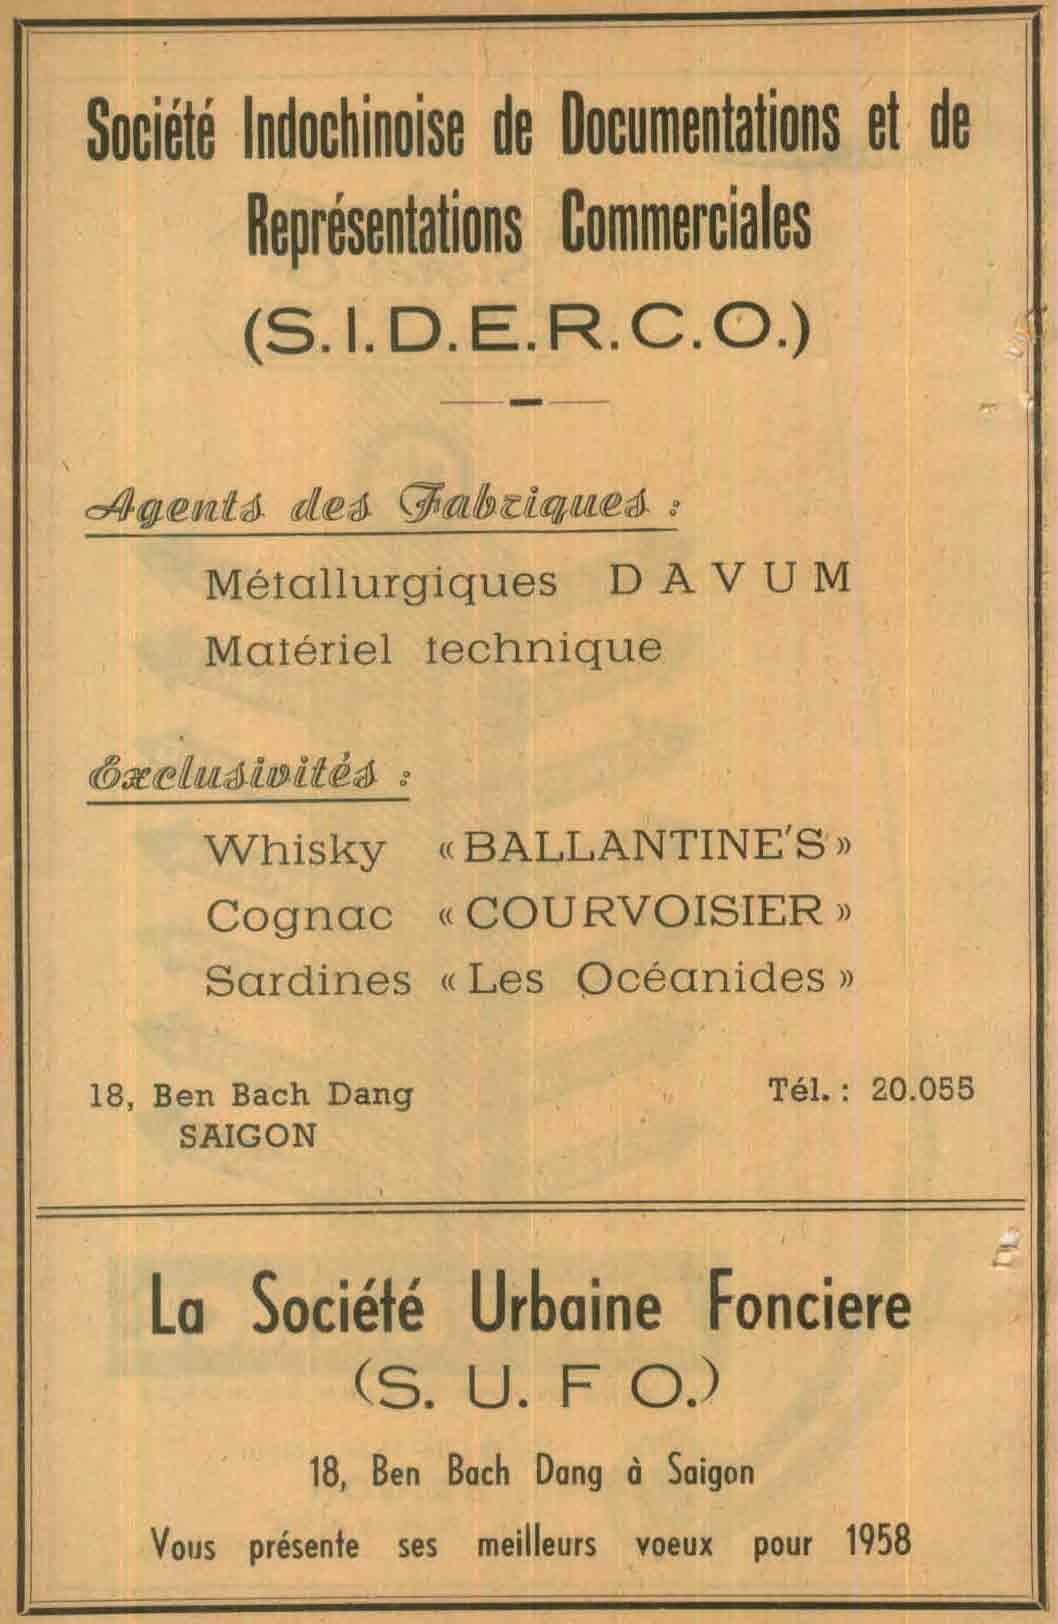 Société Indochinoise de Documentations et de
Représentations Commerciales
(S.I.D.E.R.C.O.)
Agents des Fabriques :
Métallurgiques DAVUM
Matériel technique
Exclusivités :
Whisky « BALLANTINE'S »
Cognac « COURVOISIER »
Sardines « Les Océanides »
18, Ben Bach Dang
SAIGON
Tél. : 20.055
La Société Urbaine Fonciere
(S. U. F O.)
18, Ben Bach Dang à Saigon
Vous présente ses meilleurs voeux pour 1958